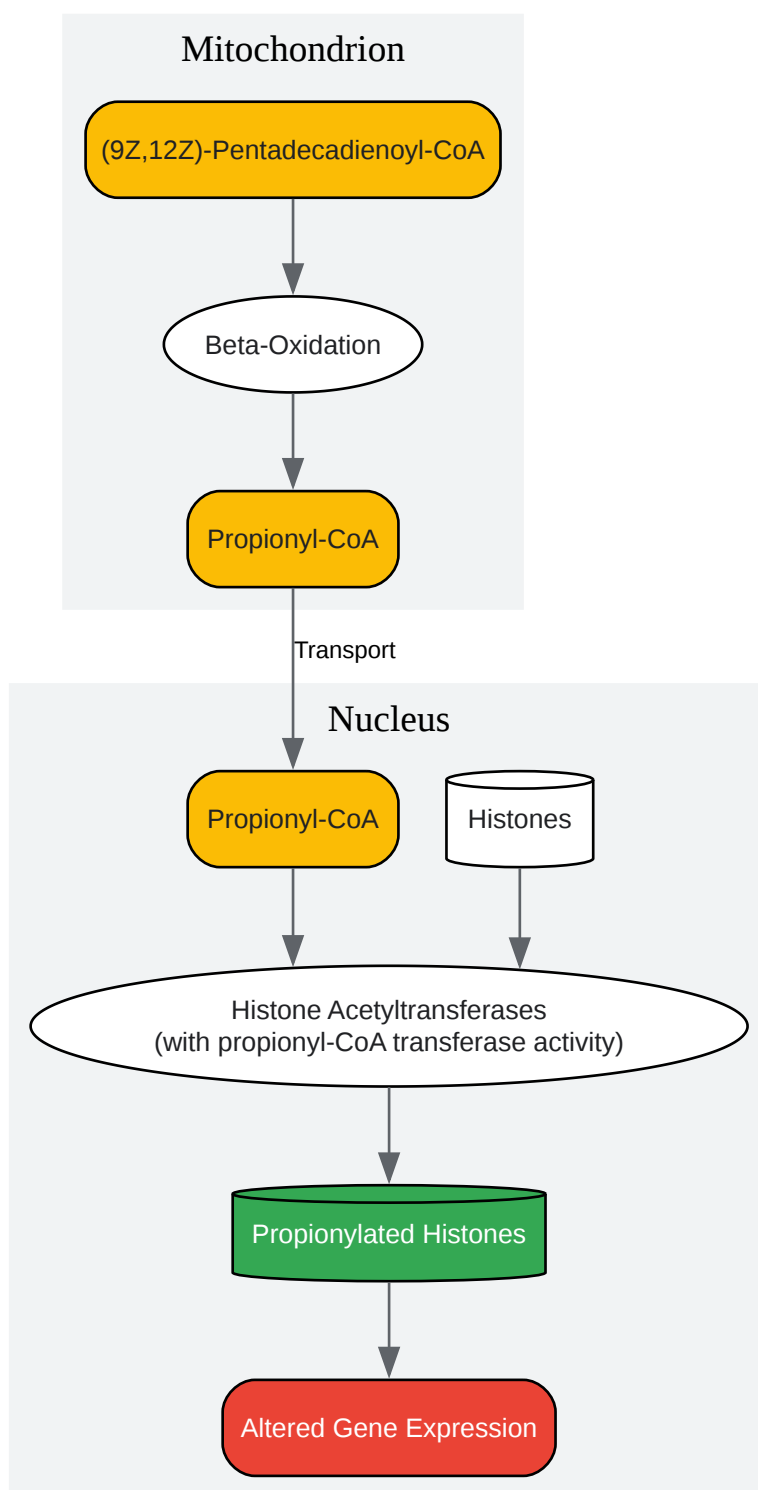 Mitochondrion
(9Z,12Z)-Pentadecadienoyl-CoA
Beta-Oxidation
Propionyl-CoA
Transport
Nucleus
Propionyl-CoA
Histones
Histone Acetyltransferases
(with propionyl-CoA transferase activity)
Propionylated Histones
Altered Gene Expression